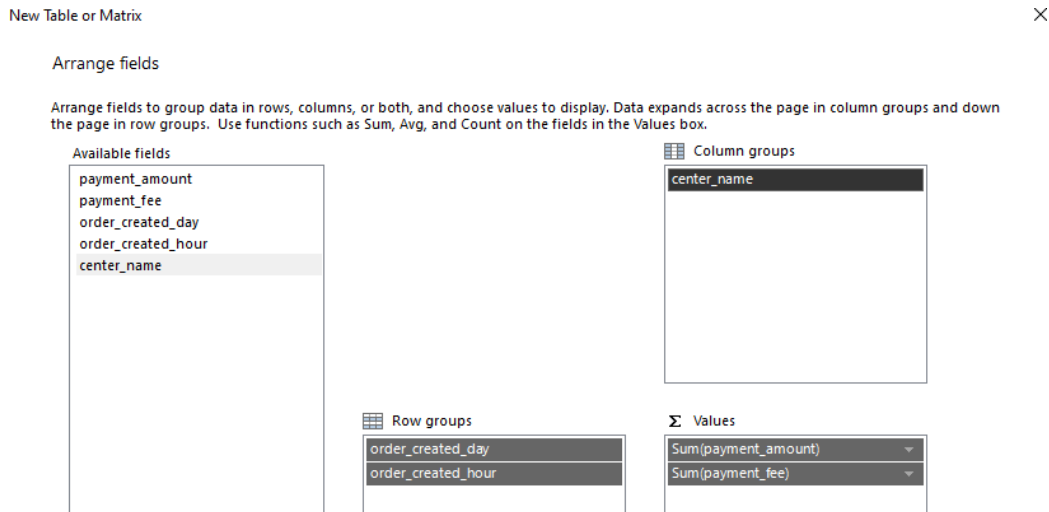 New Table or Matrix
Arrange fields
Arrange fields to group data in rows, columns, or both, and choose values to display. Data expands across the page in column groups and down
the page in row groups.  Use functions such as Sum, Avg, and Count on the fields in the Values box.
Available fields
payment_amount
payment_fee
order_created_day
order_created_hour
center_name
Column groups
center_name
Row groups
order_created_day
order_created_hour
Σ Values
Sum(payment_amount)
Sum(payment_fee)